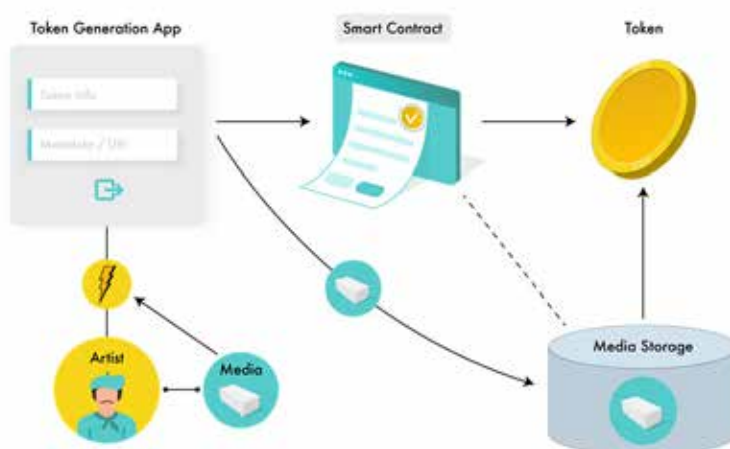 Token Generation App
Smart Contract
Token
Token Info
Metadata / URI
Artist
Media
Media Storage